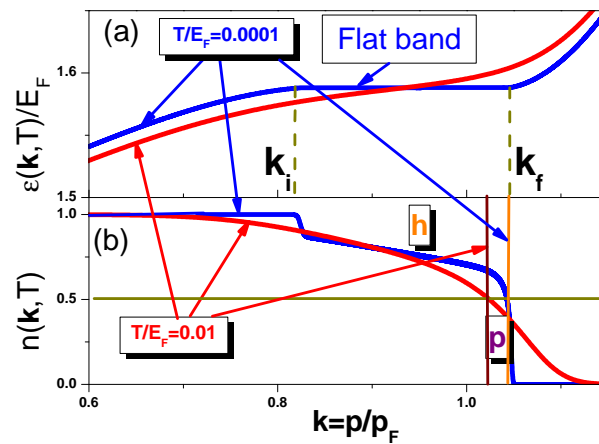 (a)
T/E_F=0.0001
Flat band
ε(k,T)/E_F
1.6
1.5
k_i
k_f
(b)
h
n(k,T)
1.0
0.5
0.0
T/E_F=0.01
p
0.6
0.8
1.0
k=p/p_F